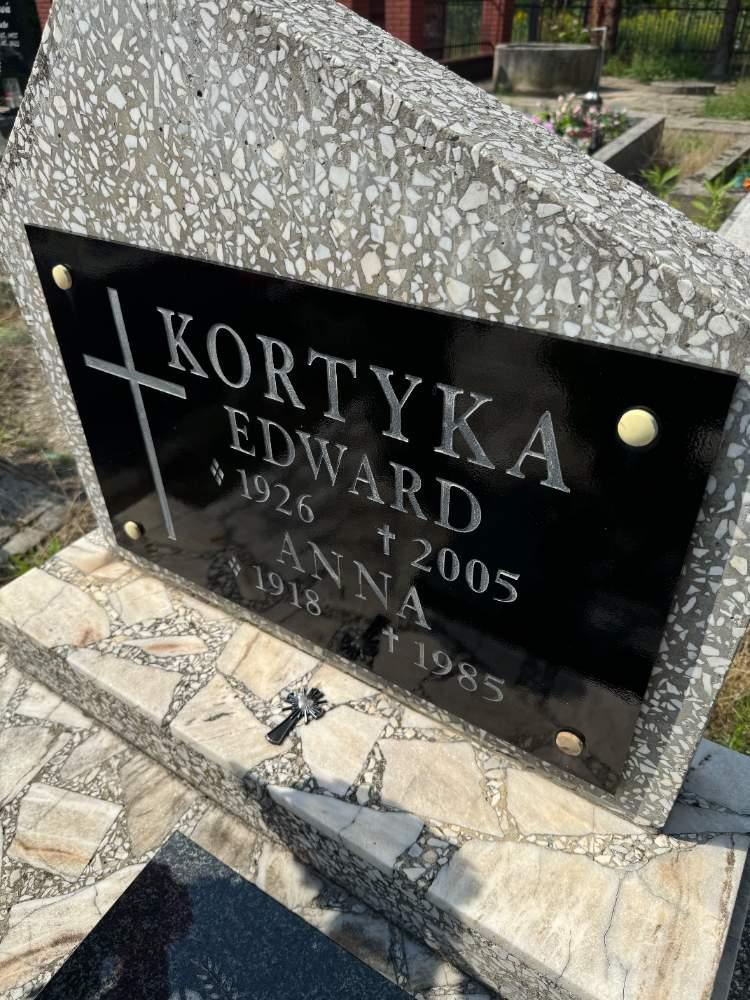 KORTYKA
EDWARD
1926 † 2005
ANNA
1918 † 1985